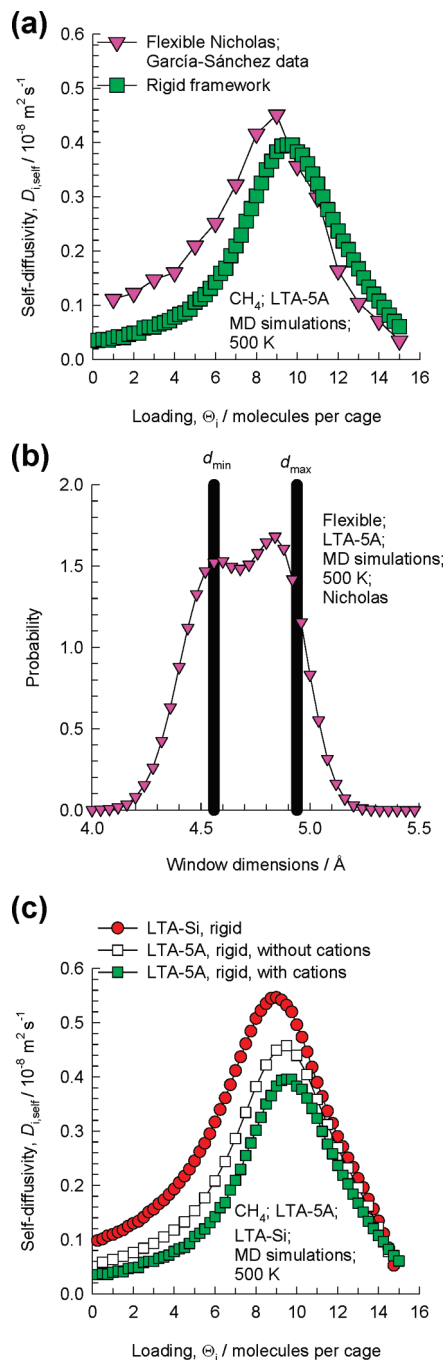 (a)
Flexible Nicholas;
García-Sánchez data
Rigid framework
Self-diffusivity, D_i,self / 10⁻⁸ m² s⁻¹
0.6
0.5
0.4
0.3
0.2
0.1
0.0
CH₄; LTA-5A
MD simulations;
500 K
0 2 4 6 8 10 12 14 16
Loading, Θ_i / molecules per cage
(b)
d_min d_max
Probability
2.0
1.5
1.0
0.5
0.0
Flexible;
LTA-5A;
MD simulations;
500 K;
Nicholas
4.0 4.5 5.0 5.5
Window dimensions / Å
(c)
LTA-Si, rigid
LTA-5A, rigid, without cations
LTA-5A, rigid, with cations
Self-diffusivity, D_i,self / 10⁻⁸ m² s⁻¹
0.6
0.5
0.4
0.3
0.2
0.1
0.0
CH₄; LTA-5A;
LTA-Si;
MD simulations;
500 K
0 2 4 6 8 10 12 14 16
Loading, Θ_i / molecules per cage